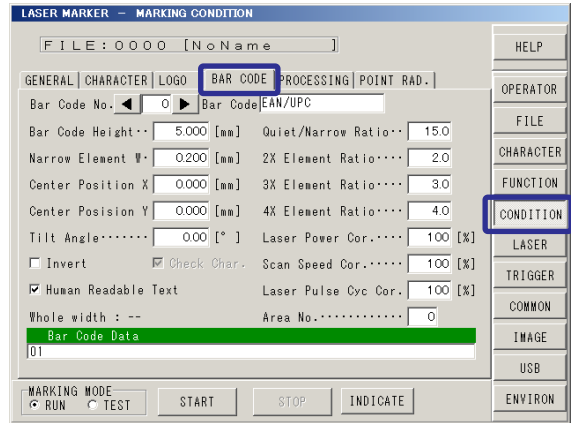 LASER MARKER – MARKING CONDITION
FILE:0000 [NoName ]
GENERAL CHARACTER LOGO BAR CODE PROCESSING POINT RAD.
Bar Code No. 0 Bar Code EAN/UPC
Bar Code Height·· 5.000 [mm] Quiet/Narrow Ratio·· 15.0
Narrow Element W· 0.200 [mm] 2X Element Ratio···· 2.0
Center Position X 0.000 [mm] 3X Element Ratio···· 3.0
Center Posision Y 0.000 [mm] 4X Element Ratio···· 4.0
Tilt Angle······· 0.00 [° ] Laser Power Cor.···· 100 [%]
Invert Check Char. Scan Speed Cor.····· 100 [%]
Human Readable Text Laser Pulse Cyc Cor. 100 [%]
Whole width : -- Area No.············ 0
Bar Code Data
01
MARKING MODE
RUN TEST START STOP INDICATE
HELP
OPERATOR
FILE
CHARACTER
FUNCTION
CONDITION
LASER
TRIGGER
COMMON
IMAGE
USB
ENVIRON